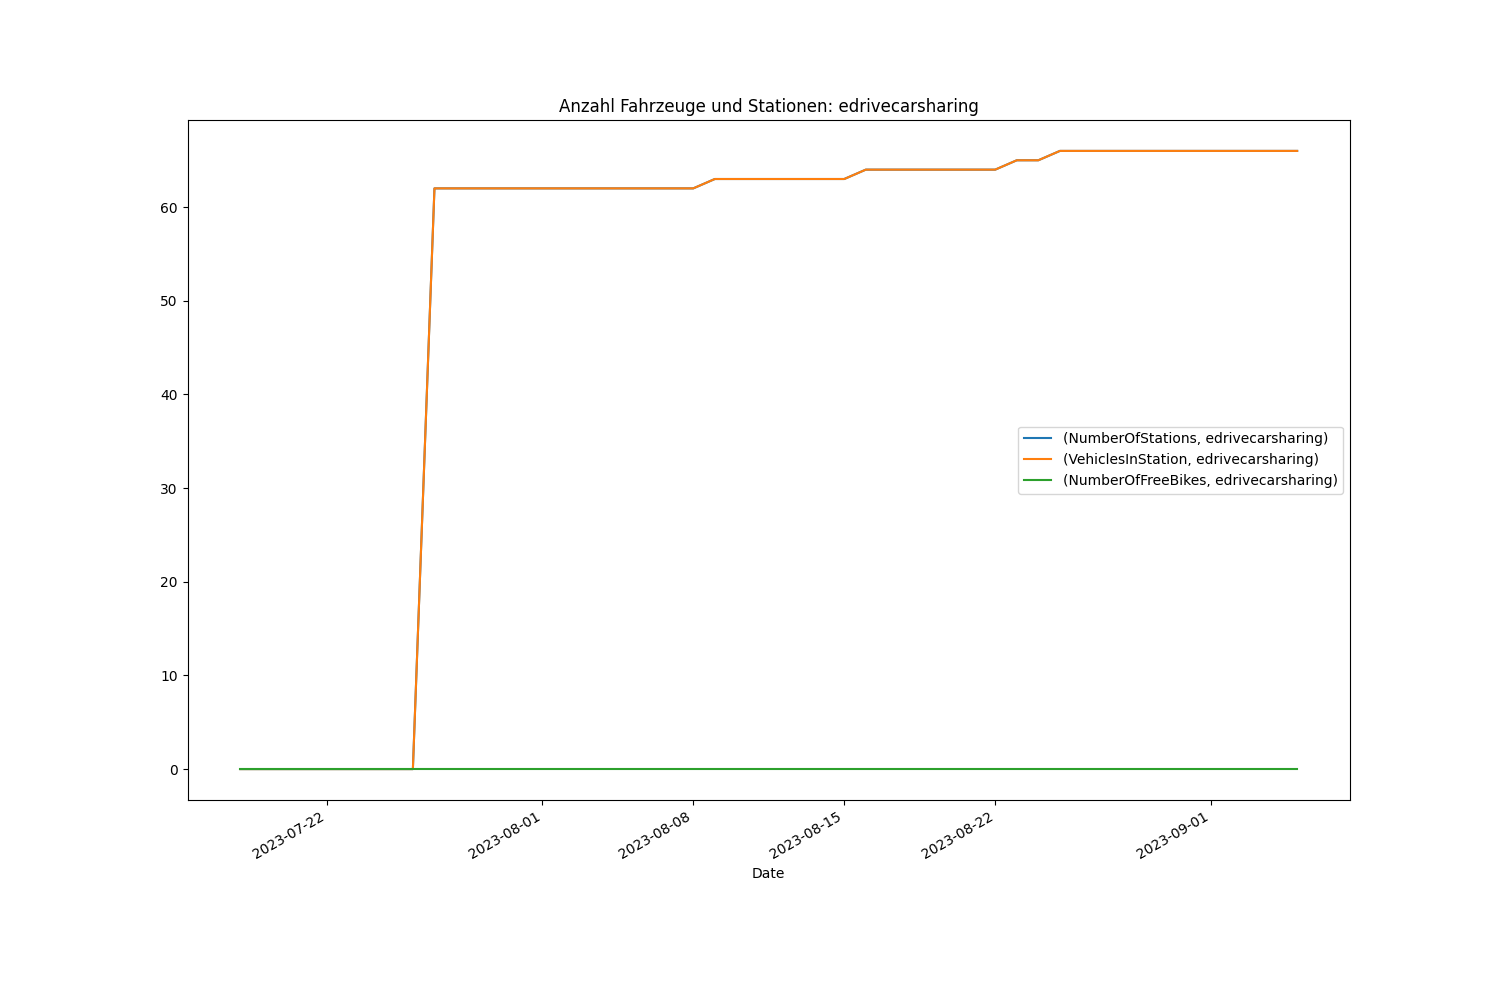 Anzahl Fahrzeuge und Stationen: edrivecarsharing
60
50
40
30
20
10
0
(NumberOfStations, edrivecarsharing)
(VehiclesInStation, edrivecarsharing)
(NumberOfFreeBikes, edrivecarsharing)
2023-07-22
2023-08-01
2023-08-08
2023-08-15
2023-08-22
2023-09-01
Date